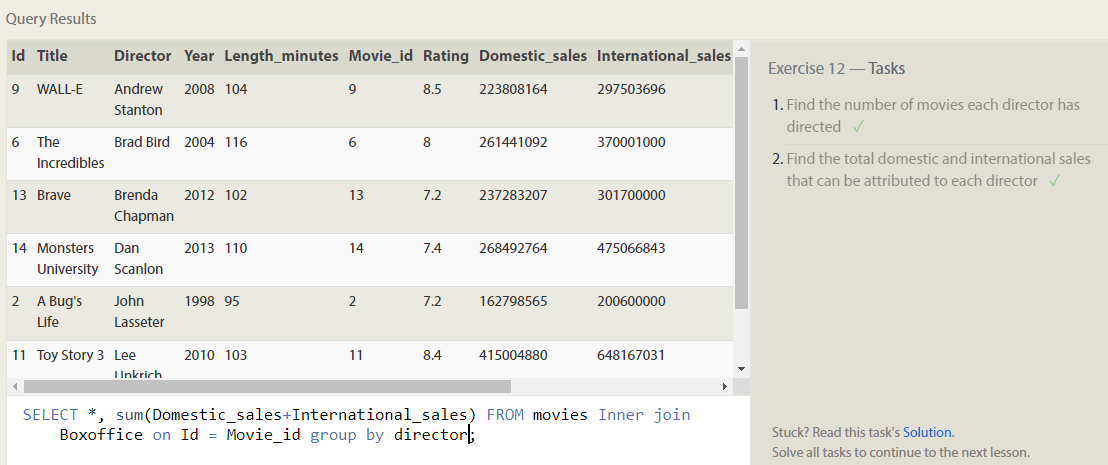 Query Results
Id Title Director Year Length_minutes Movie_id Rating Domestic_sales International_sales
9 WALL-E Andrew 2008 104 9 8.5 223808164 297503696
Stanton
6 The Brad Bird 2004 116 6 8 261441092 370001000
Incredibles
13 Brave Brenda 2012 102 13 7.2 237283207 301700000
Chapman
14 Monsters Dan 2013 110 14 7.4 268492764 475066843
University Scanlon
2 A Bug's John 1998 95 2 7.2 162798565 200600000
Life Lasseter
11 Toy Story 3 Lee 2010 103 11 8.4 415004880 648167031
Unkrich
SELECT *, sum(Domestic_sales+International_sales) FROM movies Inner join
Boxoffice on Id = Movie_id group by director;
Exercise 12 — Tasks
1. Find the number of movies each director has
directed ✓
2. Find the total domestic and international sales
that can be attributed to each director ✓
Stuck? Read this task's Solution.
Solve all tasks to continue to the next lesson.